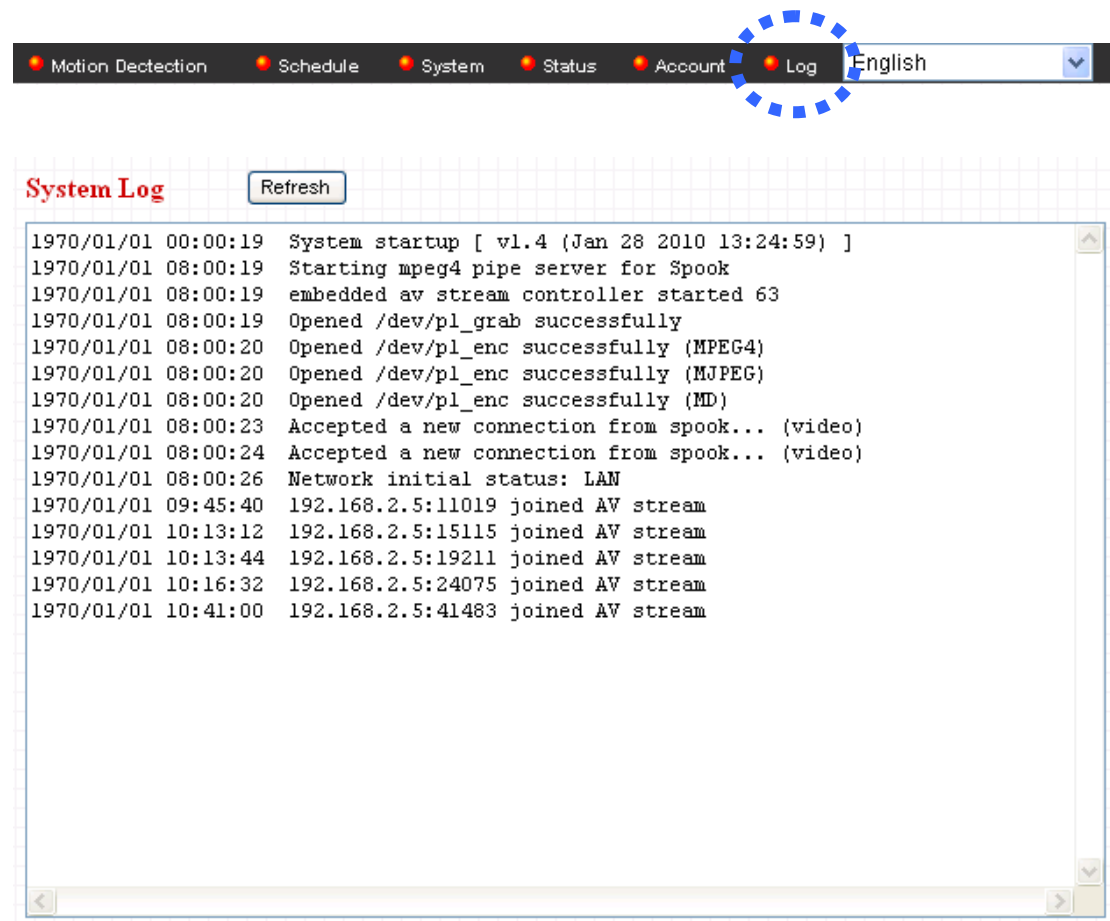 Motion Dectection Schedule System Status Account Log English
System Log Refresh
1970/01/01 00:00:19 System startup [ v1.4 (Jan 28 2010 13:24:59) ]
1970/01/01 08:00:19 Starting mpeg4 pipe server for Spook
1970/01/01 08:00:19 embedded av stream controller started 63
1970/01/01 08:00:19 Opened /dev/pl_grab successfully
1970/01/01 08:00:20 Opened /dev/pl_enc successfully (MPEG4)
1970/01/01 08:00:20 Opened /dev/pl_enc successfully (MJPEG)
1970/01/01 08:00:20 Opened /dev/pl_enc successfully (MD)
1970/01/01 08:00:23 Accepted a new connection from spook... (video)
1970/01/01 08:00:24 Accepted a new connection from spook... (video)
1970/01/01 08:00:26 Network initial status: LAN
1970/01/01 09:45:40 192.168.2.5:11019 joined AV stream
1970/01/01 10:13:12 192.168.2.5:15115 joined AV stream
1970/01/01 10:13:44 192.168.2.5:19211 joined AV stream
1970/01/01 10:16:32 192.168.2.5:24075 joined AV stream
1970/01/01 10:41:00 192.168.2.5:41483 joined AV stream